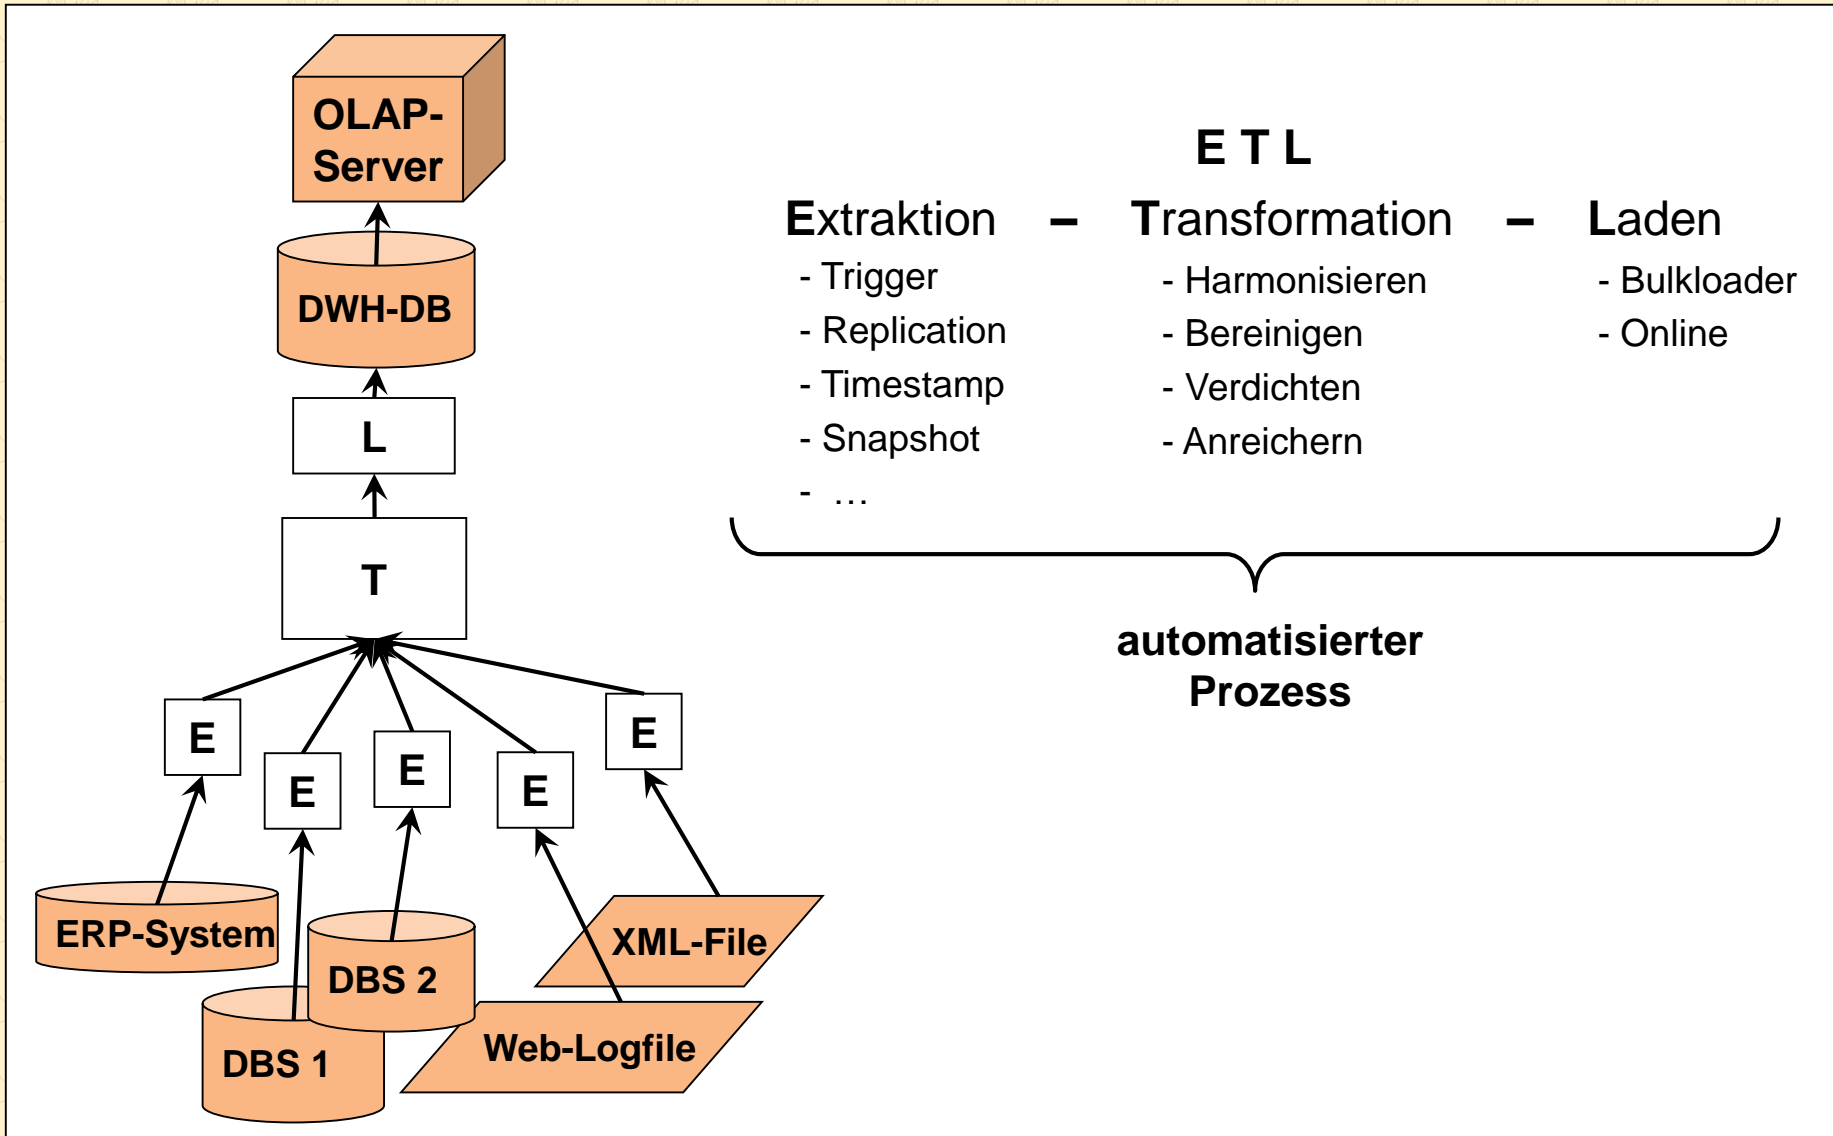 OLAP-
Server
DWH-DB
L
T
E
E
E
E
E
ERP-System
DBS 1
DBS 2
Web-Logfile
XML-File
E T L
Extraktion – Transformation – Laden
- Trigger
- Replication
- Timestamp
- Snapshot
- …
- Harmonisieren
- Bereinigen
- Verdichten
- Anreichern
- Bulkloader
- Online
automatisierter
Prozess